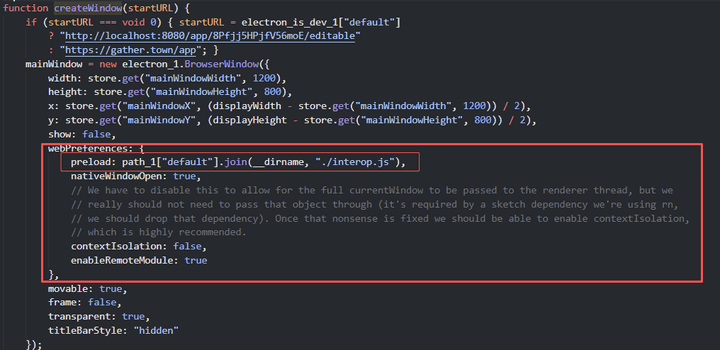 function createWindow(startURL) {
if (startURL === void 0) { startURL = electron_is_dev_1["default"]
? "http://localhost:8080/app/8Pfjj5HPjfV56moE/editable"
: "https://gather.town/app"; }
mainWindow = new electron_1.BrowserWindow({
width: store.get("mainWindowWidth", 1200),
height: store.get("mainWindowHeight", 800),
x: store.get("mainWindowX", (displayWidth - store.get("mainWindowWidth", 1200)) / 2),
y: store.get("mainWindowY", (displayHeight - store.get("mainWindowHeight", 800)) / 2),
show: false,
webPreferences: {
preload: path_1["default"].join(__dirname, "./interop.js"),
nativeWindowOpen: true,
// We have to disable this to allow for the full currentWindow to be passed to the renderer thread, but we
// really should not need to pass that object through (it's required by a sketch dependency we're using rn,
// we should drop that dependency). Once that nonsense is fixed we should be able to enable contextIsolation,
// which is highly recommended.
contextIsolation: false,
enableRemoteModule: true
},
movable: true,
frame: false,
transparent: true,
titleBarStyle: "hidden"
});